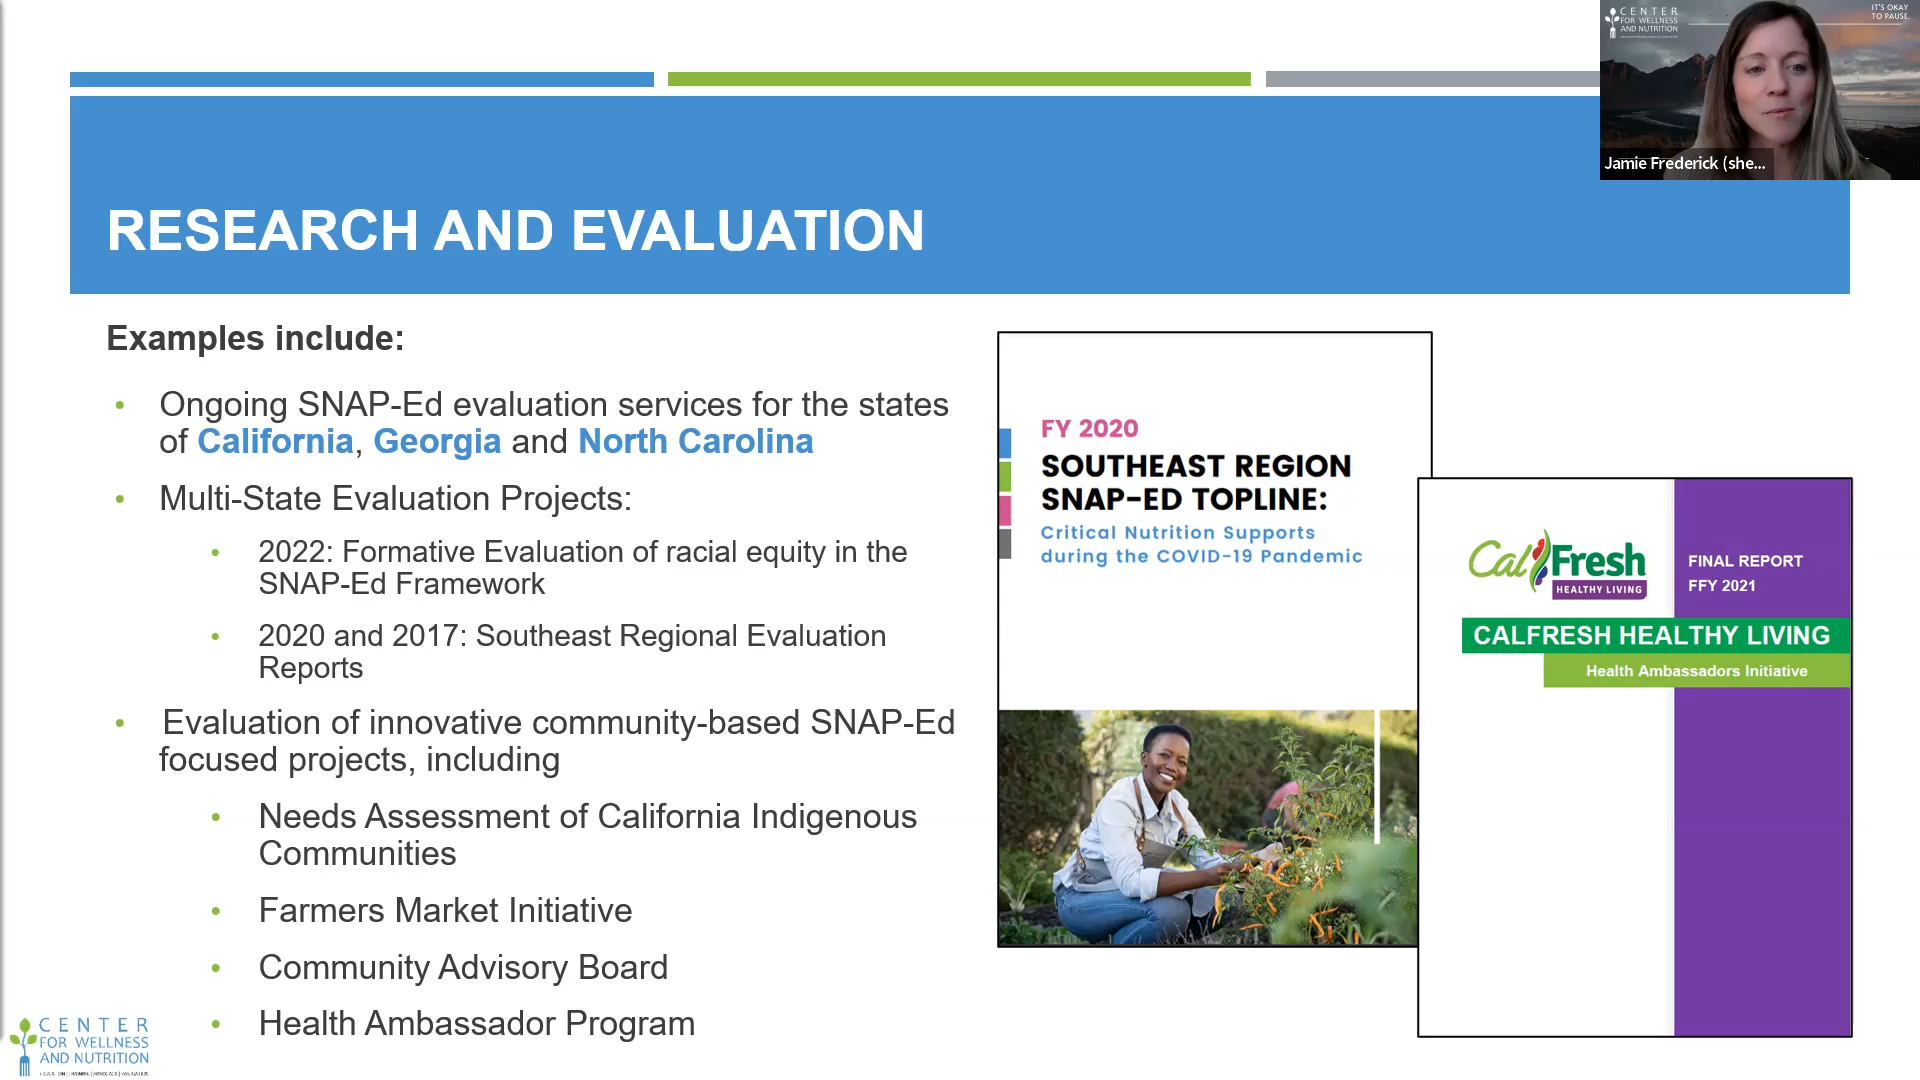 CENTER
FOR WELLNESS
AND NUTRITION
IT'S OKAY
TO PAUSE.
Jamie Frederick (she...
RESEARCH AND EVALUATION
Examples include:
• Ongoing SNAP-Ed evaluation services for the states
of California, Georgia and North Carolina
• Multi-State Evaluation Projects:
• 2022: Formative Evaluation of racial equity in the
SNAP-Ed Framework
• 2020 and 2017: Southeast Regional Evaluation
Reports
• Evaluation of innovative community-based SNAP-Ed
focused projects, including
• Needs Assessment of California Indigenous
Communities
• Farmers Market Initiative
• Community Advisory Board
• Health Ambassador Program
FY 2020
SOUTHEAST REGION
SNAP-ED TOPLINE:
Critical Nutrition Supports
during the COVID-19 Pandemic
CalFresh
HEALTHY LIVING
FINAL REPORT
FFY 2021
CALFRESH HEALTHY LIVING
Health Ambassadors Initiative
CENTER
FOR WELLNESS
AND NUTRITION